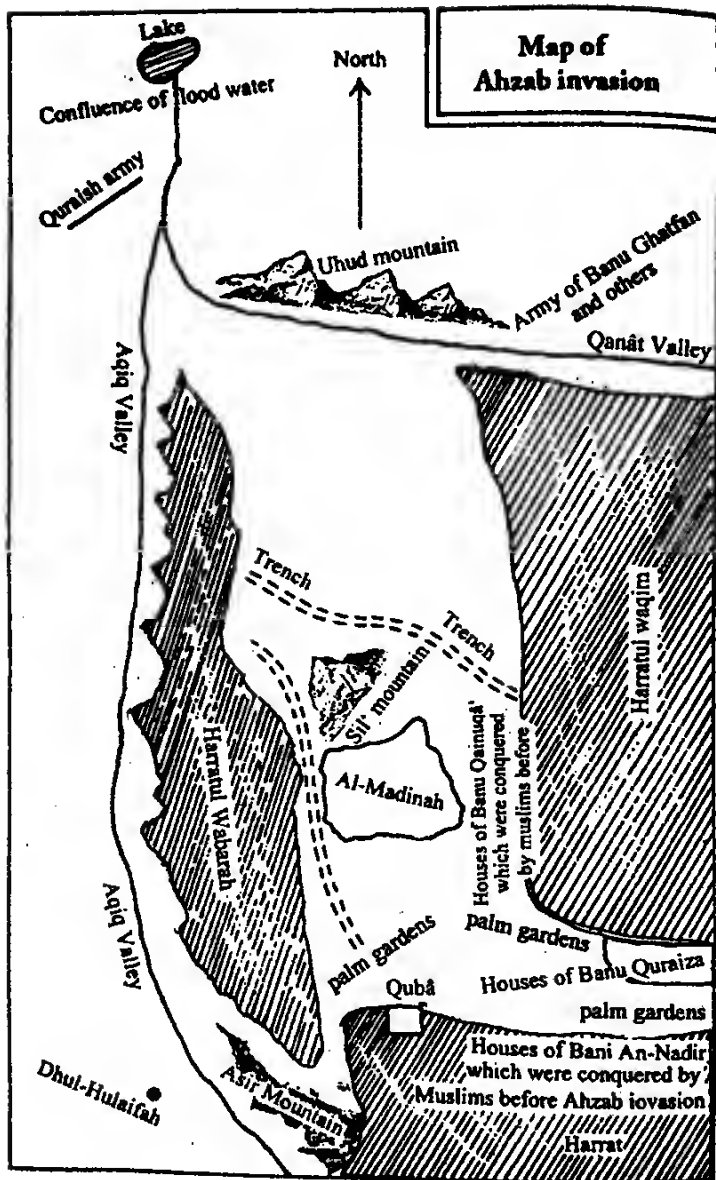 Map of
Ahzab invasion
Lake
North
Confluence of flood water
Quraish army
Uhud mountain
Army of Banu Ghatfan
and others
Qanât Valley
Aqiq Valley
Trench
Trench
Harratul waqim
Sil' mountain
Harratul Wabarah
Al-Madinah
Houses of Banu Qainuqâ'
which were conquered
by muslims before
Aqiq Valley
palm gardens
palm gardens
Houses of Banu Quraiza
Qubâ
palm gardens
Houses of Bani An-Nadir
which were conquered by
Muslims before Ahzab iovasion
Dhul-Hulaifah
Asir Mountain
Harrat